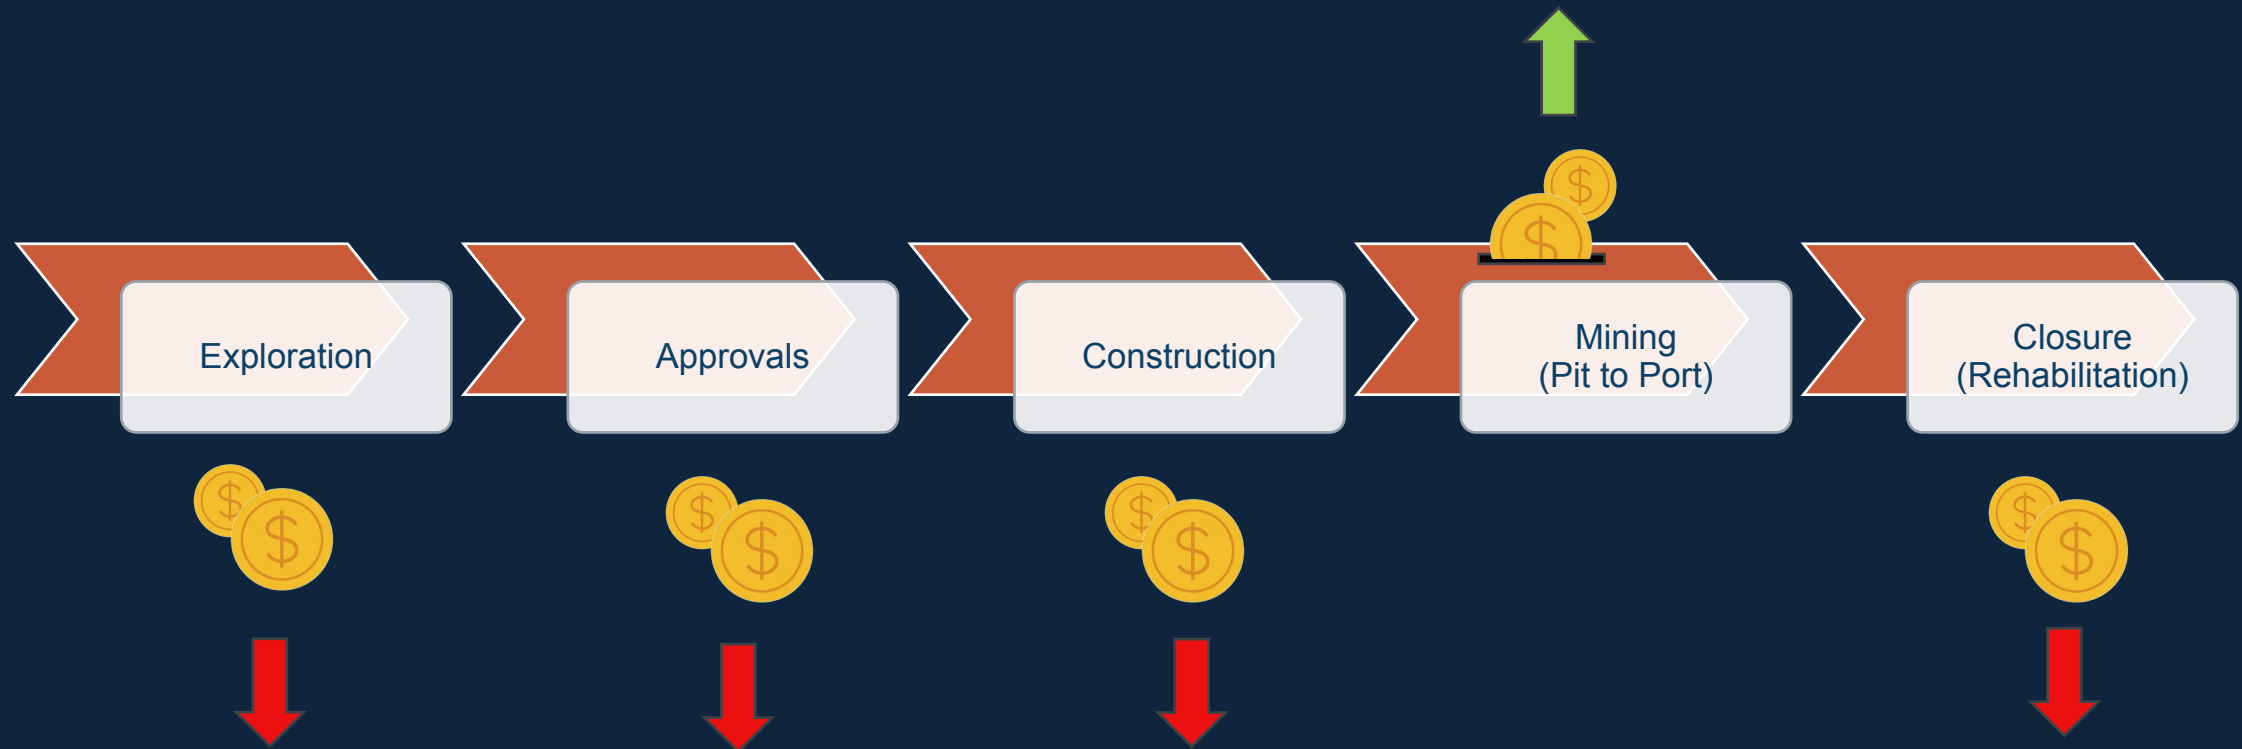 Exploration
Approvals
Construction
Mining
(Pit to Port)
Closure
(Rehabilitation)
$
$
$
$
$
$
$
$
$
$